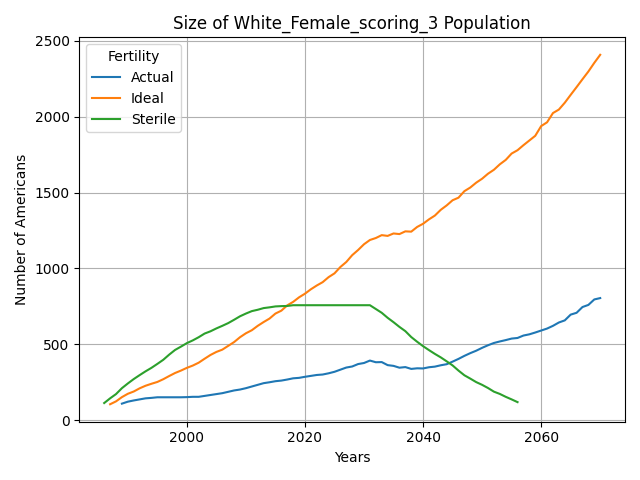 Size of White_Female_scoring_3 Population
Number of Americans
2500
2000
1500
1000
500
0
Fertility
Actual
Ideal
Sterile
2000
2020
2040
2060
Years